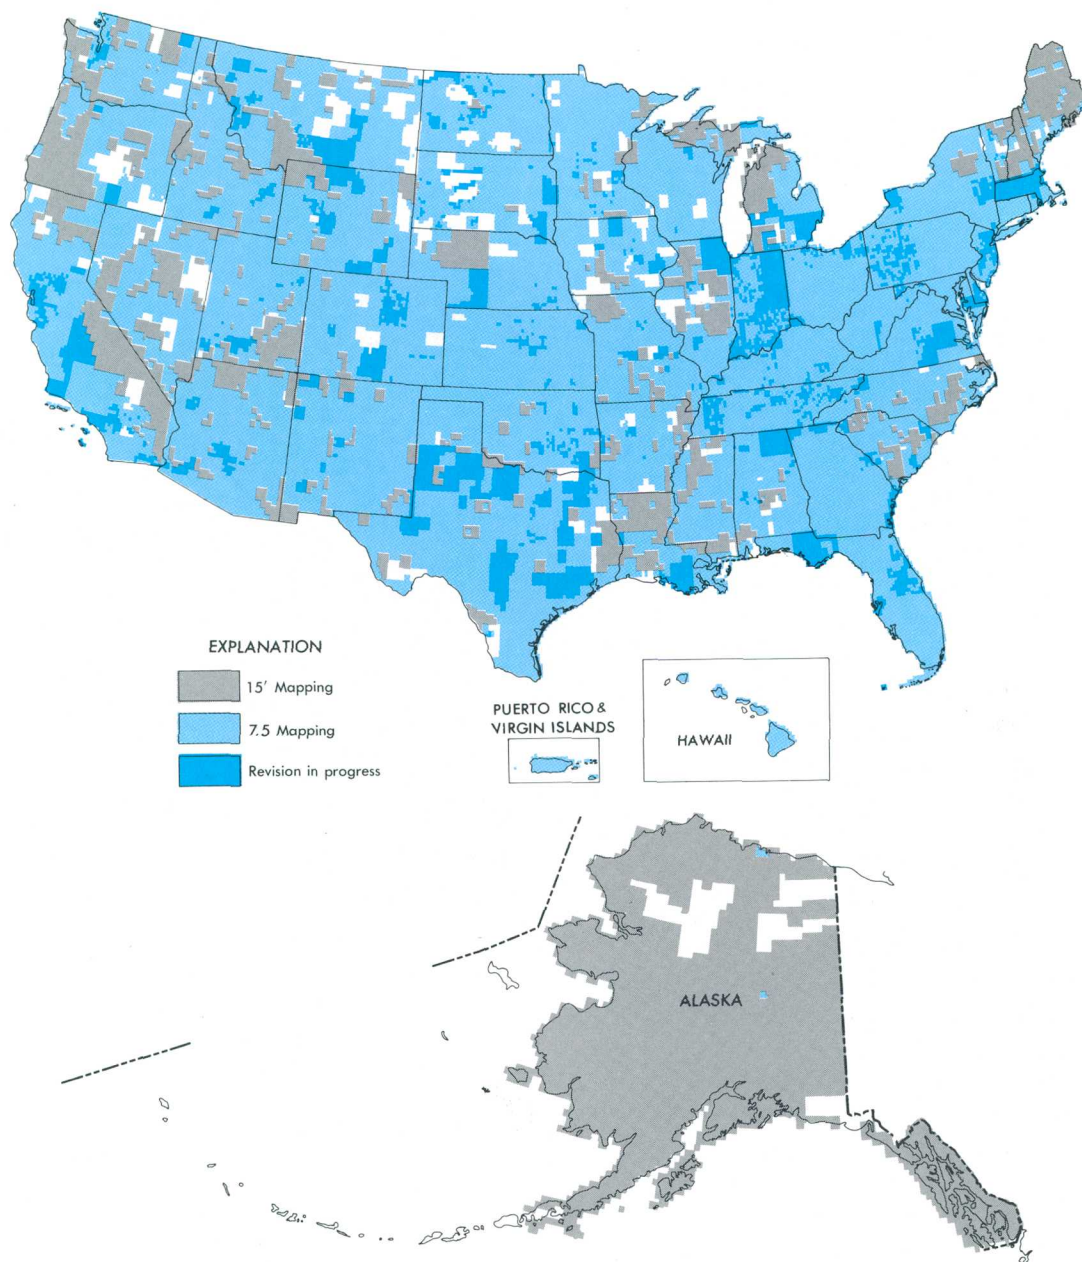 EXPLANATION
15' Mapping
7.5 Mapping
Revision in progress
PUERTO RICO &
VIRGIN ISLANDS
HAWAII
ALASKA